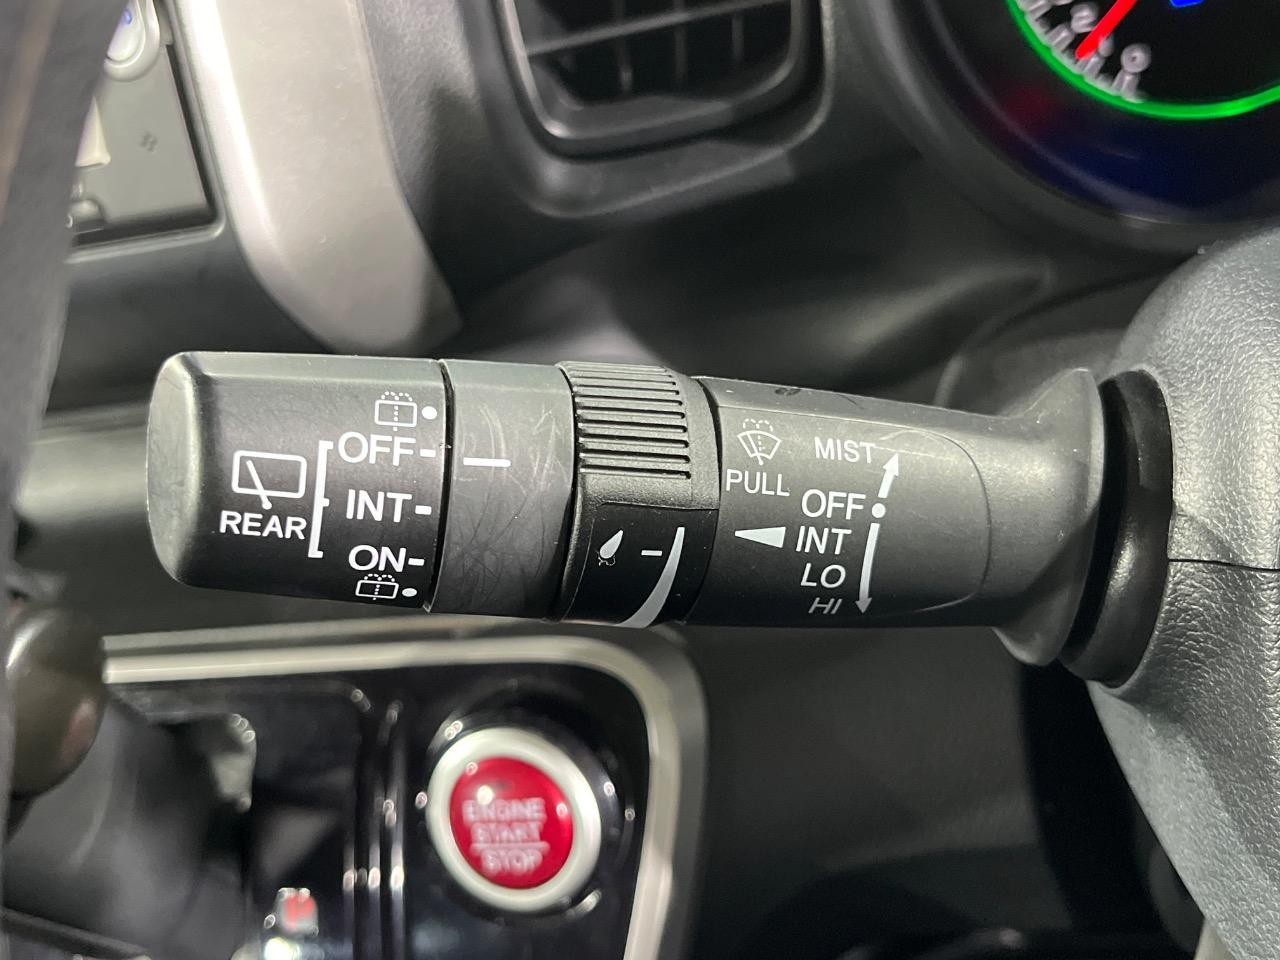 OFF
INT
ON
REAR
PULL
MIST
OFF
INT
LO
HI
ENGINE
START
STOP